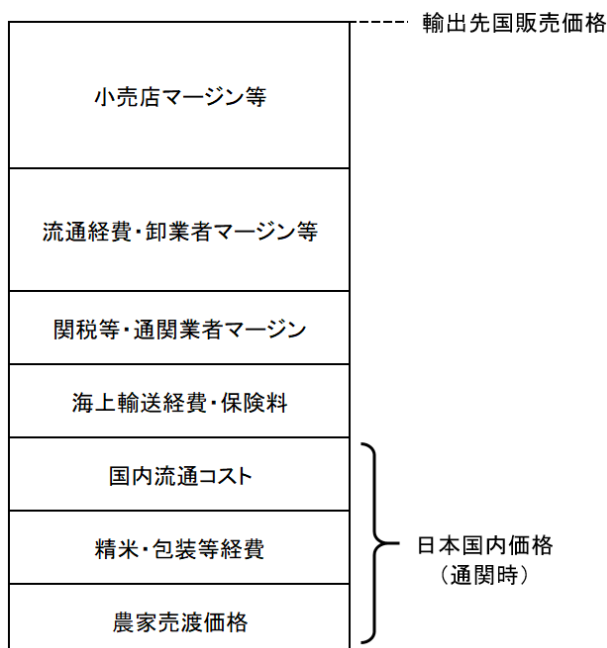 輸出先国販売価格
小売店マージン等
流通経費・卸業者マージン等
関税等・通関業者マージン
海上輸送経費・保険料
国内流通コスト
精米・包装等経費
日本国内価格
（通関時）
農家売渡価格